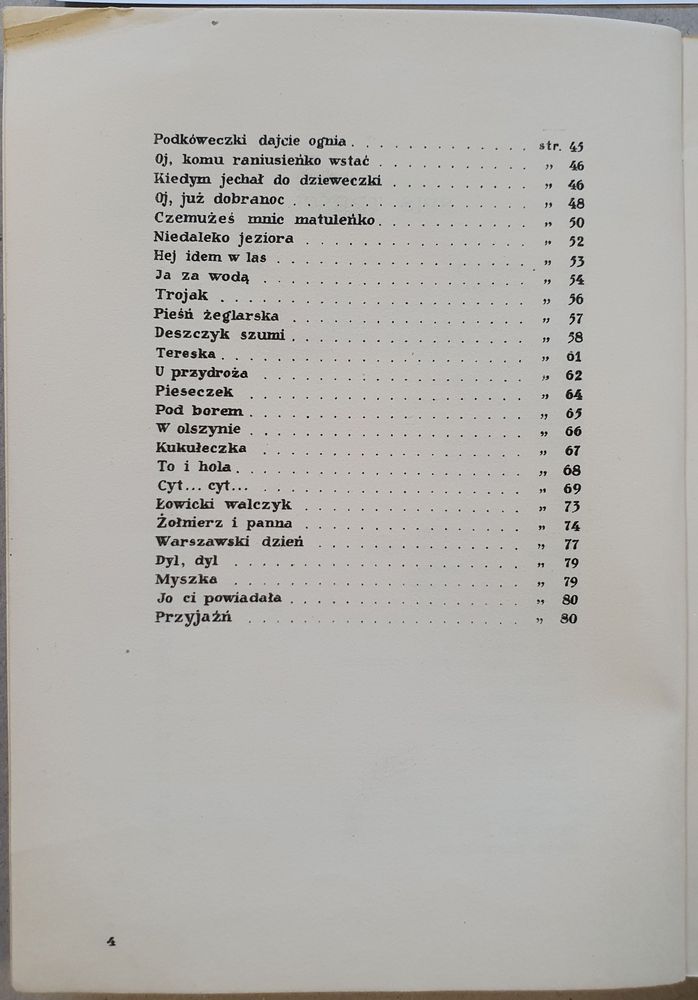 Podkóweczki dajcie ognia . . . . . . . . . . . . . str. 45
Oj, komu raniusieńko wstać . . . . . . . . . . . „ 46
Kiedym jechał do dzieweczki . . . . . . . . . . „ 46
Oj, już dobranoc . . . . . . . . . . . . . . . . . „ 48
Czemużeś mnic matuleńko . . . . . . . . . . . „ 50
Niedaleko jeziora . . . . . . . . . . . . . . . . „ 52
Hej idem w las . . . . . . . . . . . . . . . . . . „ 53
Ja za wodą . . . . . . . . . . . . . . . . . . . „ 54
Trojak . . . . . . . . . . . . . . . . . . . . . . „ 56
Pieśń żeglarska . . . . . . . . . . . . . . . . . „ 57
Deszczyk szumi . . . . . . . . . . . . . . . . . „ 58
Tereska . . . . . . . . . . . . . . . . . . . . . . „ 61
U przydroża . . . . . . . . . . . . . . . . . . . „ 62
Pieseczek . . . . . . . . . . . . . . . . . . . . „ 64
Pod borem . . . . . . . . . . . . . . . . . . . . „ 65
W olszynie . . . . . . . . . . . . . . . . . . . . „ 66
Kukułeczka . . . . . . . . . . . . . . . . . . . „ 67
To i hola . . . . . . . . . . . . . . . . . . . . . „ 68
Cyt... cyt... . . . . . . . . . . . . . . . . . . . . „ 69
Łowicki walczyk . . . . . . . . . . . . . . . . „ 73
Żołnierz i panna . . . . . . . . . . . . . . . . „ 74
Warszawski dzień . . . . . . . . . . . . . . . „ 77
Dyl, dyl . . . . . . . . . . . . . . . . . . . . . „ 79
Myszka . . . . . . . . . . . . . . . . . . . . . „ 79
Jo ci powiadała . . . . . . . . . . . . . . . . . „ 80
Przyjaźń . . . . . . . . . . . . . . . . . . . . „ 80
4